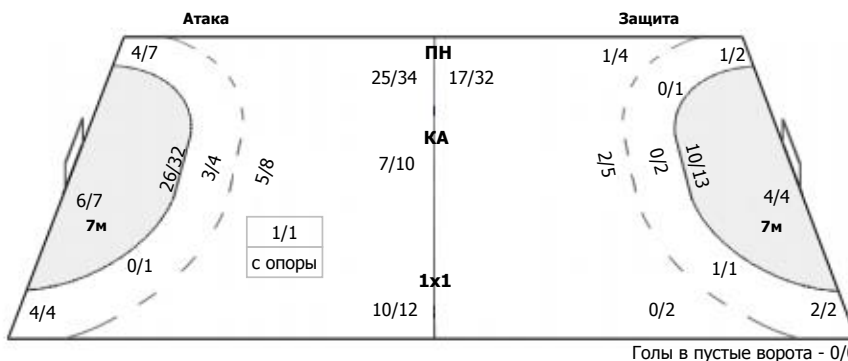 Атака Защита
4/7 ПН 1/4 1/2
25/34 17/32 0/1
КА
26/32 3/4 5/8 7/10 2/5 0/2 10/13
6/7 4/4
7м 7м
1/1
с опоры
0/1 1/1
1x1
4/4 10/12 0/2 2/2
Голы в пустые ворота - 0/